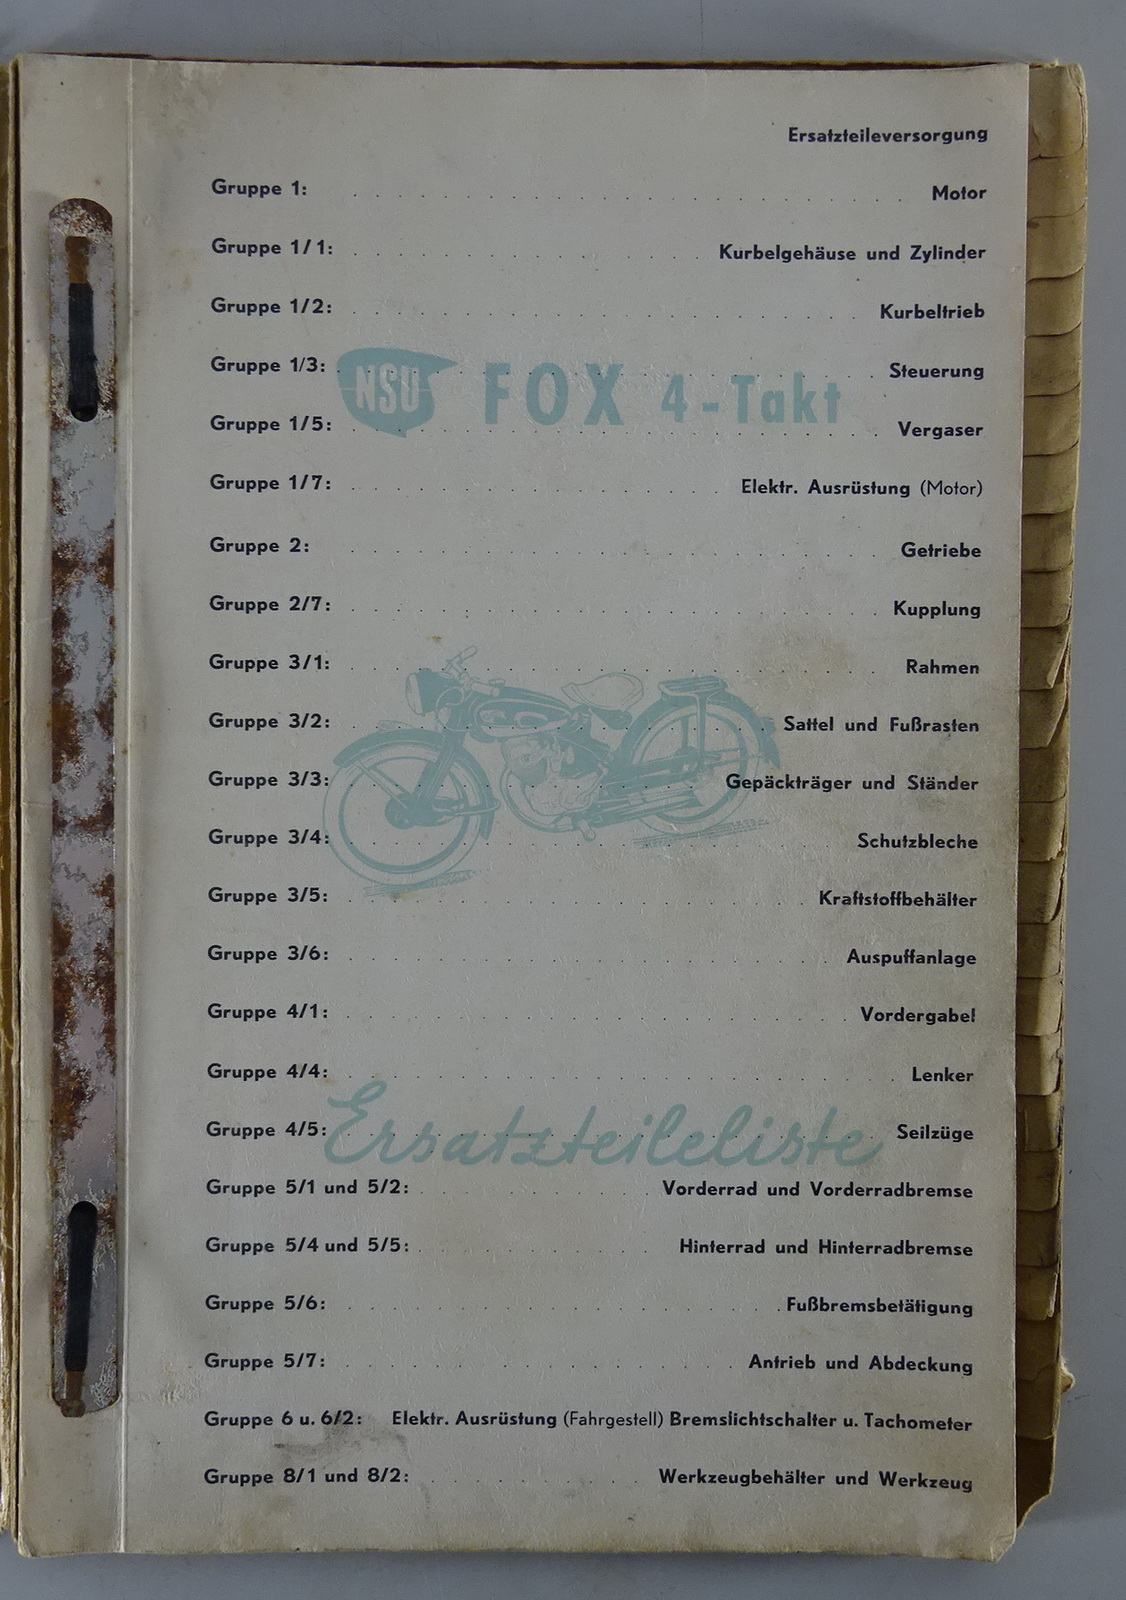 Ersatzteileversorgung
Gruppe 1: . . . . . . . . . . Motor
Gruppe 1/1: . . . . . . . . . . Kurbelgehäuse und Zylinder
Gruppe 1/2: . . . . . . . . . . Kurbeltrieb
Gruppe 1/3: . . . . . . . . . . Steuerung
NSU FOX 4-Takt
Gruppe 1/5: . . . . . . . . . . Vergaser
Gruppe 1/7: . . . . . . . . . . Elektr. Ausrüstung (Motor)
Gruppe 2: . . . . . . . . . . Getriebe
Gruppe 2/7: . . . . . . . . . . Kupplung
Gruppe 3/1: . . . . . . . . . . Rahmen
Gruppe 3/2: . . . . . . . . . . Sattel und Fußrasten
Gruppe 3/3: . . . . . . . . . . Gepäckträger und Ständer
Gruppe 3/4: . . . . . . . . . . Schutzbleche
Gruppe 3/5: . . . . . . . . . . Kraftstoffbehälter
Gruppe 3/6: . . . . . . . . . . Auspuffanlage
Gruppe 4/1: . . . . . . . . . . Vordergabel
Gruppe 4/4: . . . . . . . . . . Lenker
Gruppe 4/5: . . . . . . . . . . Seilzüge
Ersatzteileliste
Gruppe 5/1 und 5/2: . . . . . . . . . . Vorderrad und Vorderradbremse
Gruppe 5/4 und 5/5: . . . . . . . . . . Hinterrad und Hinterradbremse
Gruppe 5/6: . . . . . . . . . . Fußbremsbetätigung
Gruppe 5/7: . . . . . . . . . . Antrieb und Abdeckung
Gruppe 6 u. 6/2: Elektr. Ausrüstung (Fahrgestell) Bremslichtschalter u. Tachometer
Gruppe 8/1 und 8/2: . . . . . . . . . . Werkzeugbehälter und Werkzeug